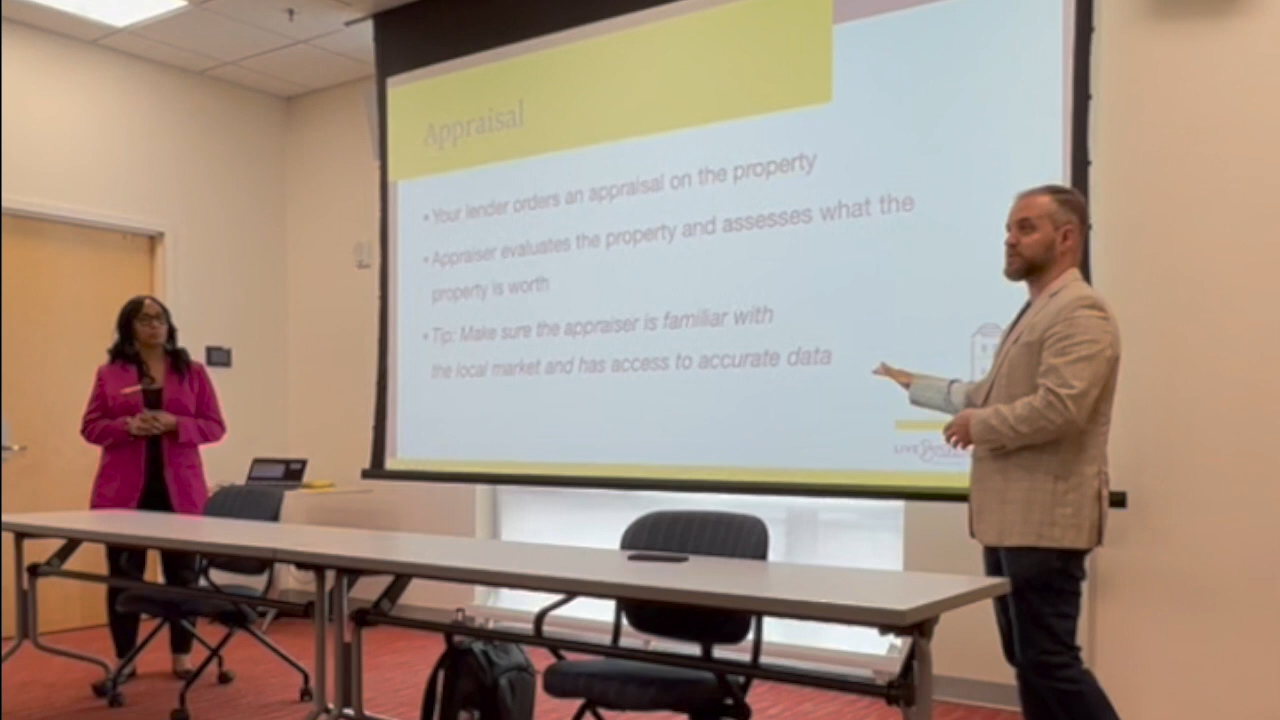 Appraisal
• Your lender orders an appraisal on the property
• Appraiser evaluates the property and assesses what the
property is worth
• Tip: Make sure the appraiser is familiar with
the local market and has access to accurate data
LIVE